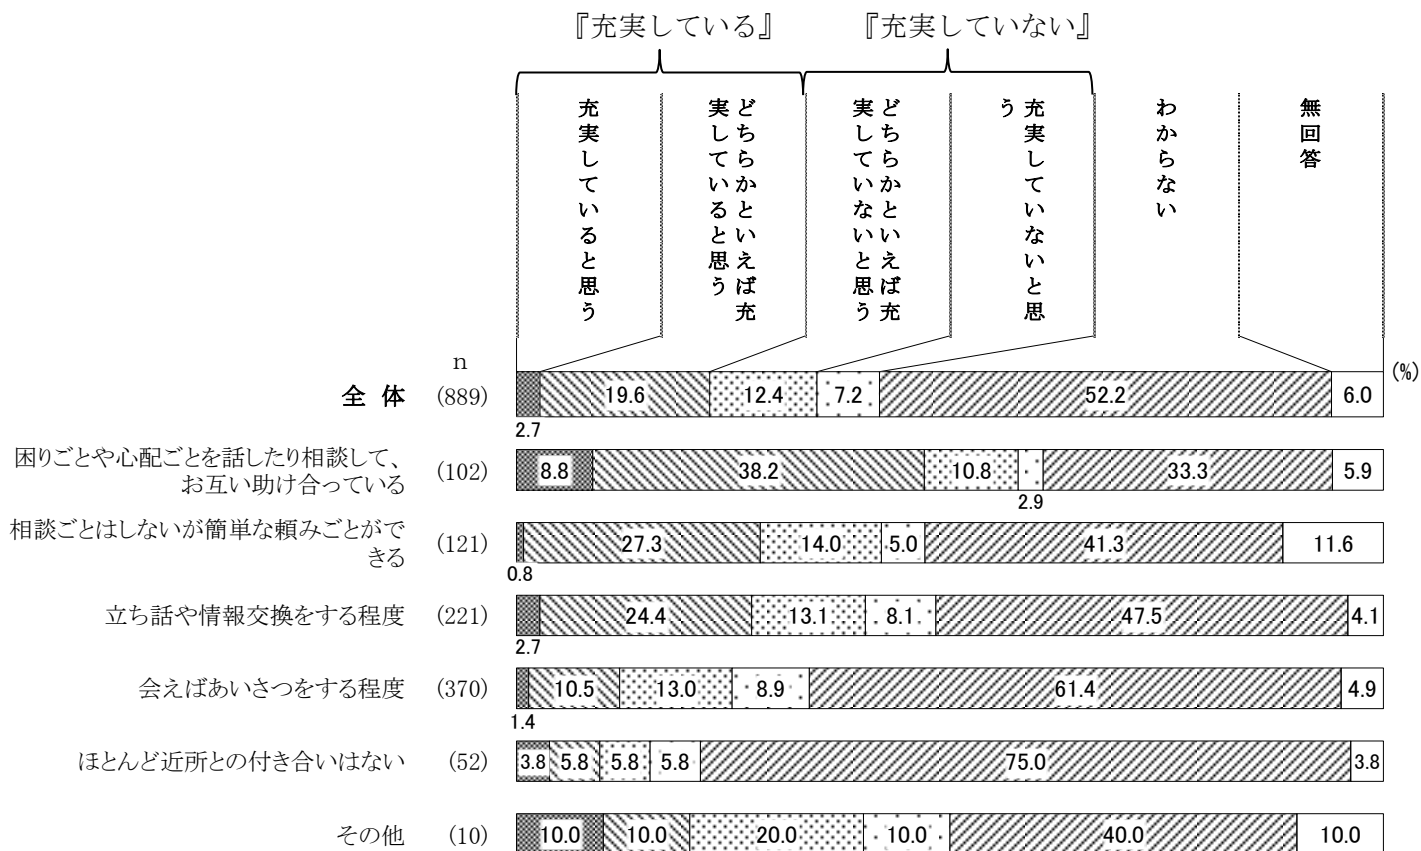 『充実している』 『充実していない』
充実していると思う
どちらかといえば充
実していると思う
どちらかといえば充
実していないと思う
充実していないと思
う
わからない
無回答
n
(%)
全 体 (889) 19.6 12.4 7.2 52.2 6.0
2.7
困りごとや心配ごとを話したり相談して、
お互い助け合っている
(102) 8.8 38.2 10.8 33.3 5.9
2.9
相談ごとはしないが簡単な頼みごとがで
きる
(121) 27.3 14.0 5.0 41.3 11.6
0.8
立ち話や情報交換をする程度 (221) 24.4 13.1 8.1 47.5 4.1
2.7
会えばあいさつをする程度 (370) 10.5 13.0 8.9 61.4 4.9
1.4
ほとんど近所との付き合いはない (52) 3.8 5.8 5.8 5.8 75.0 3.8
その他 (10) 10.0 10.0 20.0 10.0 40.0 10.0